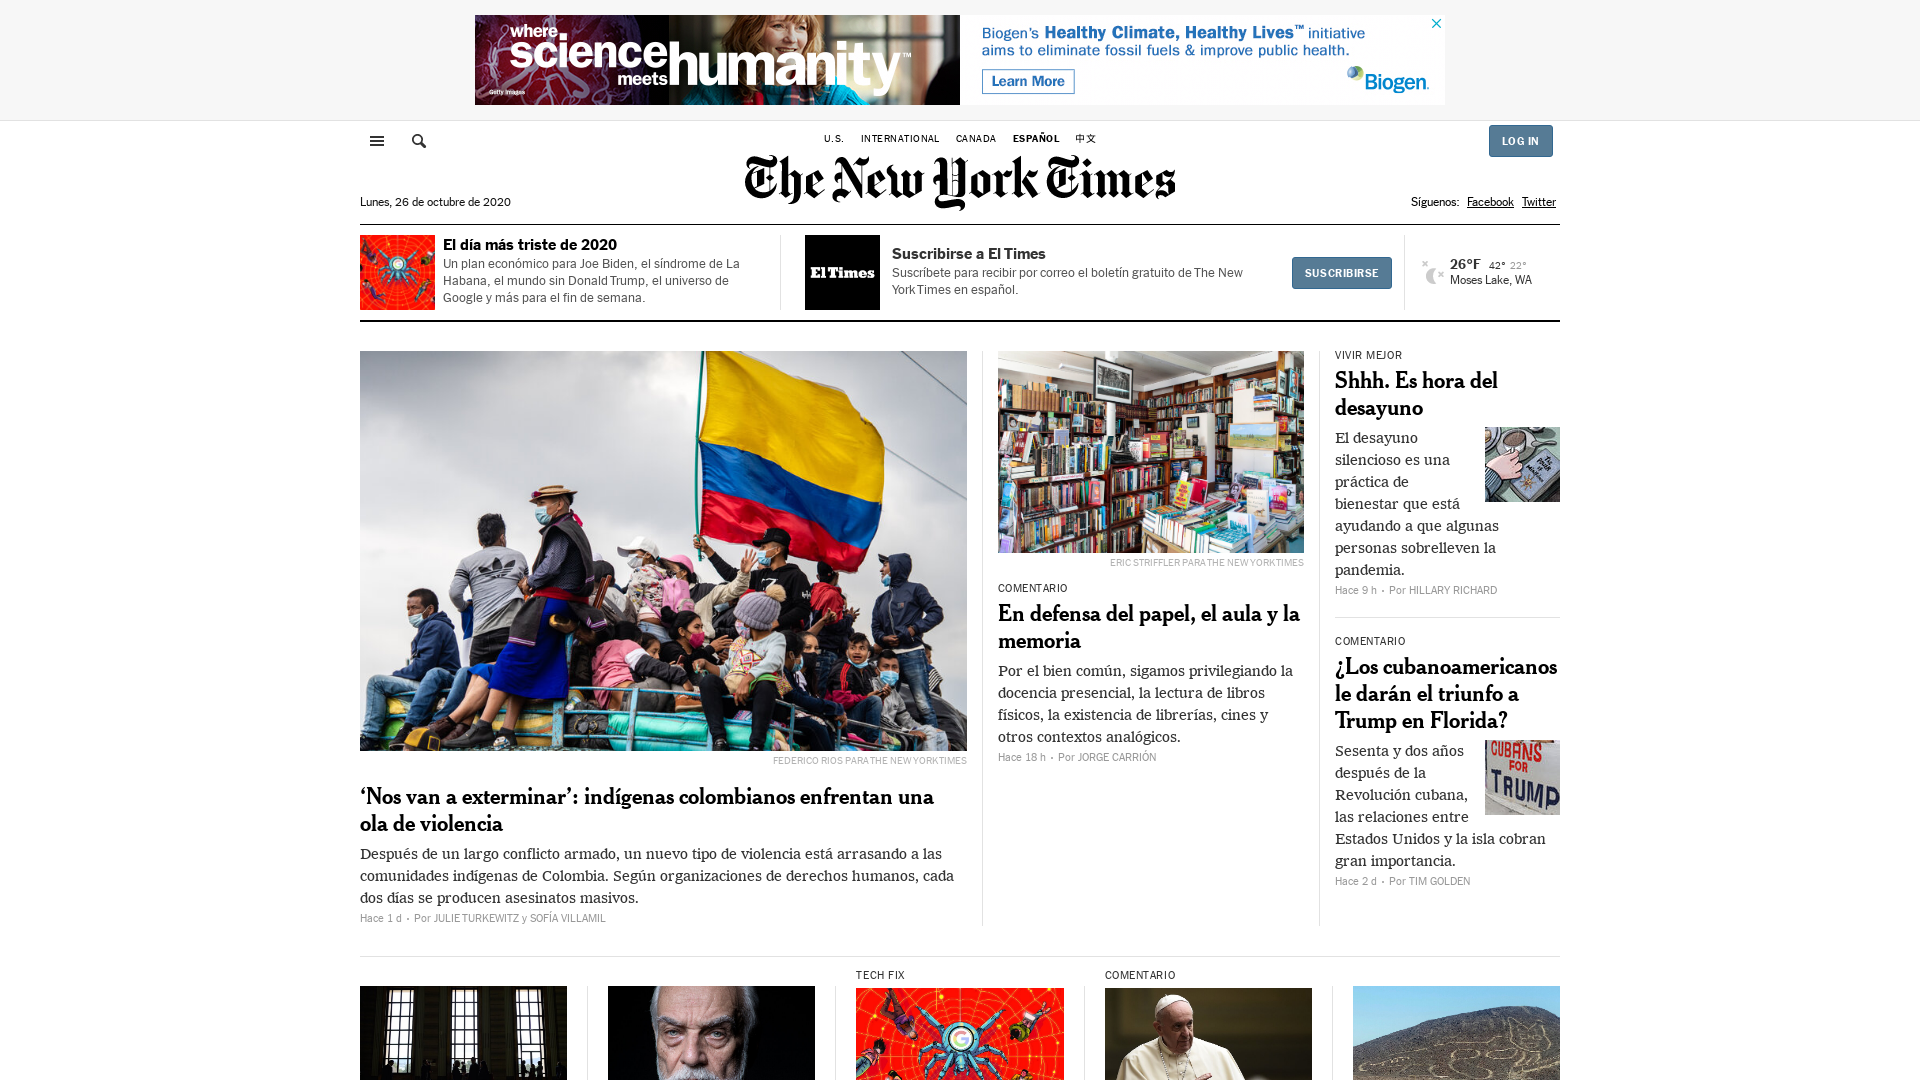 where
science
meets humanity™
Getty Images
Biogen's Healthy Climate, Healthy Lives™ initiative
aims to eliminate fossil fuels & improve public health.
Learn More
Biogen.
U.S. INTERNATIONAL CANADA ESPAÑOL 中文
LOG IN
The New York Times
Lunes, 26 de octubre de 2020
Síguenos: Facebook Twitter
El día más triste de 2020
Un plan económico para Joe Biden, el síndrome de La
Habana, el mundo sin Donald Trump, el universo de
Google y más para el fin de semana.
El Times
Suscribirse a El Times
Suscríbete para recibir por correo el boletín gratuito de The New
York Times en español.
SUSCRIBIRSE
26°F 42° 22°
Moses Lake, WA
FEDERICO RIOS PARA THE NEW YORK TIMES
‘Nos van a exterminar’: indígenas colombianos enfrentan una
ola de violencia
Después de un largo conflicto armado, un nuevo tipo de violencia está arrasando a las
comunidades indígenas de Colombia. Según organizaciones de derechos humanos, cada
dos días se producen asesinatos masivos.
Hace 1 d • Por JULIE TURKEWITZ y SOFÍA VILLAMIL
ERIC STRIFFLER PARA THE NEW YORK TIMES
COMENTARIO
En defensa del papel, el aula y la
memoria
Por el bien común, sigamos privilegiando la
docencia presencial, la lectura de libros
físicos, la existencia de librerías, cines y
otros contextos analógicos.
Hace 18 h • Por JORGE CARRIÓN
VIVIR MEJOR
Shhh. Es hora del
desayuno
El desayuno
silencioso es una
práctica de
bienestar que está
ayudando a que algunas
personas sobrelleven la
pandemia.
Hace 9 h • Por HILLARY RICHARD
COMENTARIO
¿Los cubanoamericanos
le darán el triunfo a
Trump en Florida?
Sesenta y dos años
después de la
Revolución cubana,
las relaciones entre
Estados Unidos y la isla cobran
gran importancia.
CUBANS
FOR
TRUMP
Hace 2 d • Por TIM GOLDEN
TECH FIX
COMENTARIO